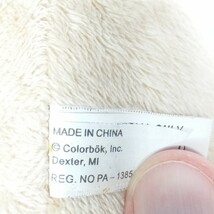 MADE IN CHINA
© Colorbök, Inc.
Dexter, MI
REG. NO PA-1385